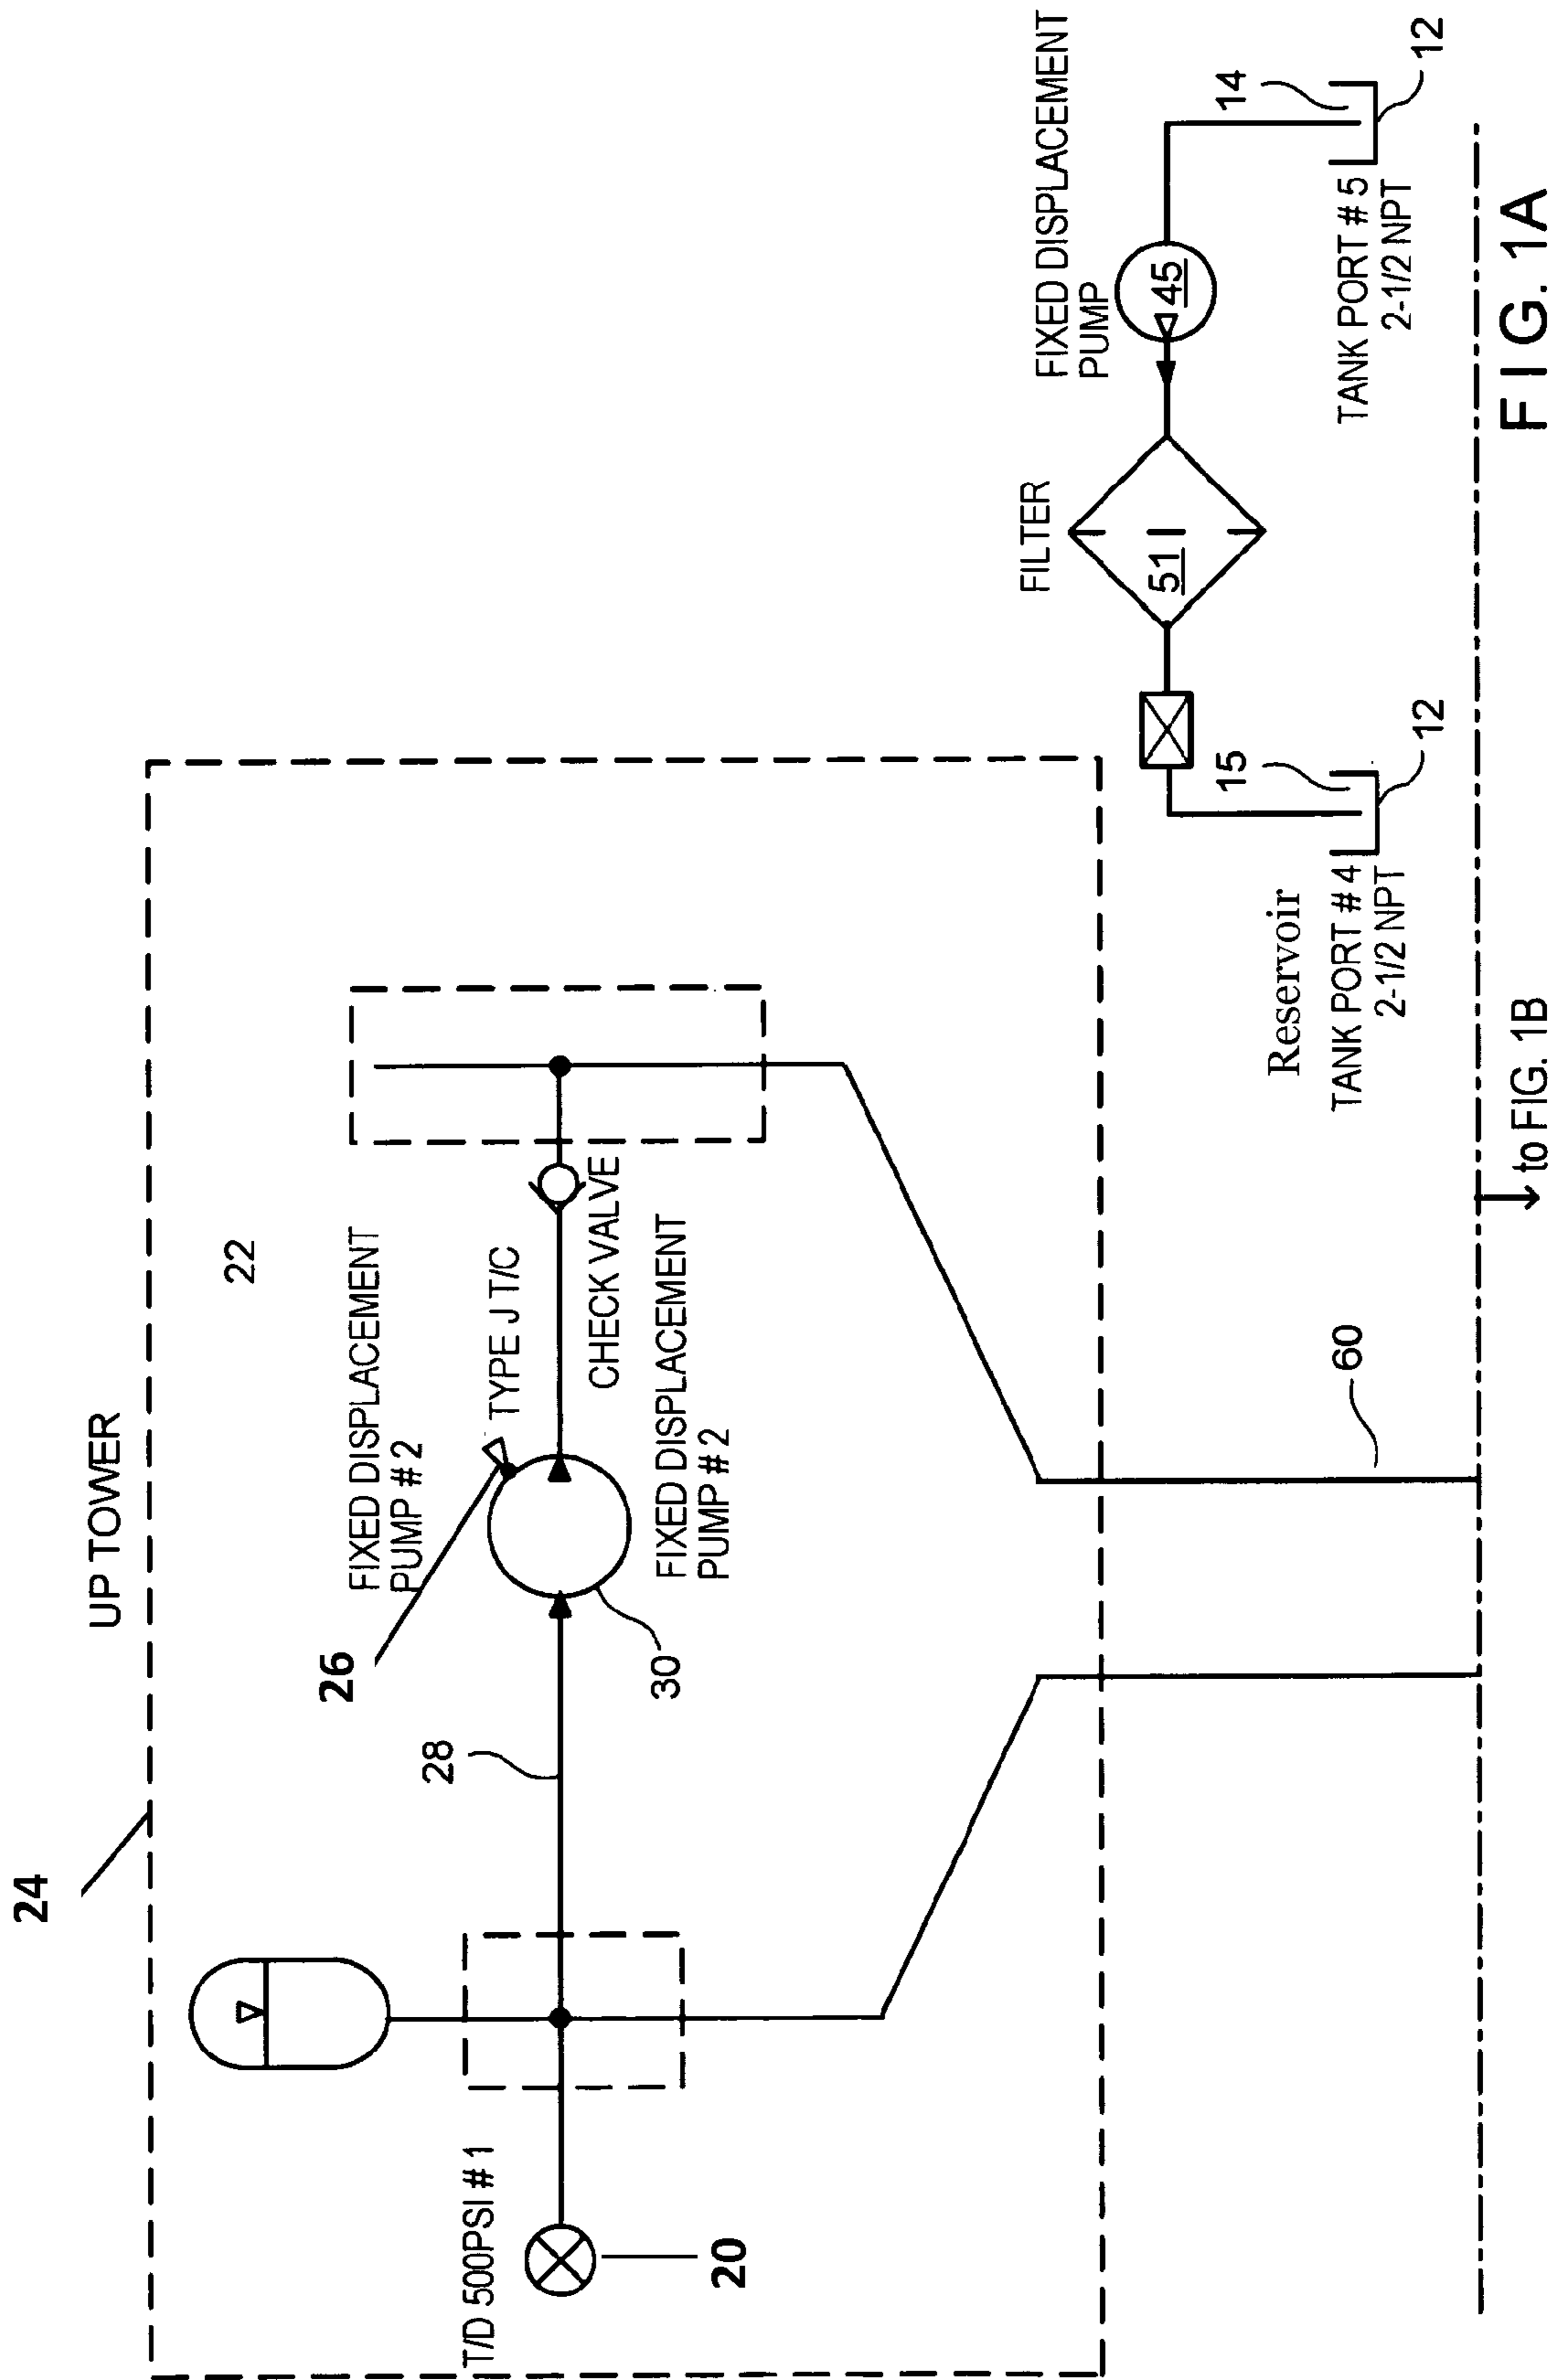 24
UP TOWER
22
FIXED DISPLACEMENT
PUMP # 2
TYPE J T/C
26
28
T/D 500PSI # 1
CHECK VALVE
30
FIXED DISPLACEMENT
PUMP # 2
20
FIXED DISPLACEMENT
PUMP
45
FILTER
51
14
12
TANK PORT # 5
2-1/2 NPT
15
12
Reservoir
TANK PORT # 4
2-1/2 NPT
60
to FIG. 1B
FIG. 1A